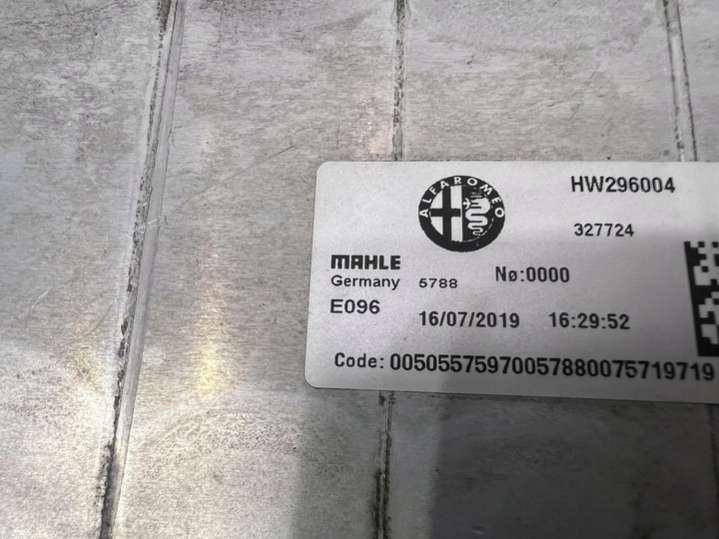 ALFA ROMEO
HW296004
327724
MAHLE
Germany 5788 Nø:0000
E096 16/07/2019 16:29:52
Code: 00505575970057880075719719